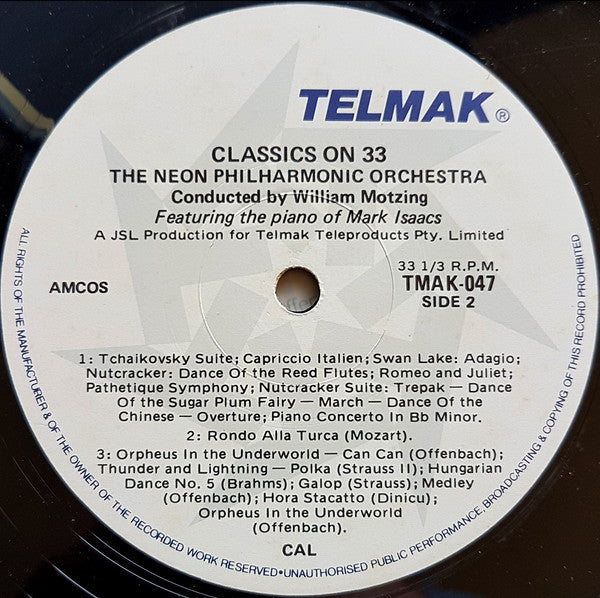 TELMAK®
CLASSICS ON 33
THE NEON PHILHARMONIC ORCHESTRA
Conducted by William Motzing
Featuring the piano of Mark Isaacs
A JSL Production for Telmak Teleproducts Pty. Limited
AMCOS
33 1/3 R.P.M.
TMAK-047
SIDE 2
1: Tchaikovsky Suite; Capriccio Italien; Swan Lake: Adagio;
Nutcracker: Dance Of the Reed Flutes; Romeo and Juliet;
Pathetique Symphony; Nutcracker Suite: Trepak — Dance
Of the Sugar Plum Fairy — March — Dance Of the
Chinese — Overture; Piano Concerto In Bb Minor.
2: Rondo Alla Turca (Mozart).
3: Orpheus In the Underworld — Can Can (Offenbach);
Thunder and Lightning — Polka (Strauss II); Hungarian
Dance No. 5 (Brahms); Galop (Strauss); Medley
(Offenbach); Hora Stacatto (Dinicu);
Orpheus In the Underworld
(Offenbach).
CAL
ALL RIGHTS OF THE MANUFACTURER & OF THE OWNER OF THE RECORDED WORK RESERVED•UNAUTHORISED PUBLIC PERFORMANCE, BROADCASTING & COPYING OF THIS RECORD PROHIBITED